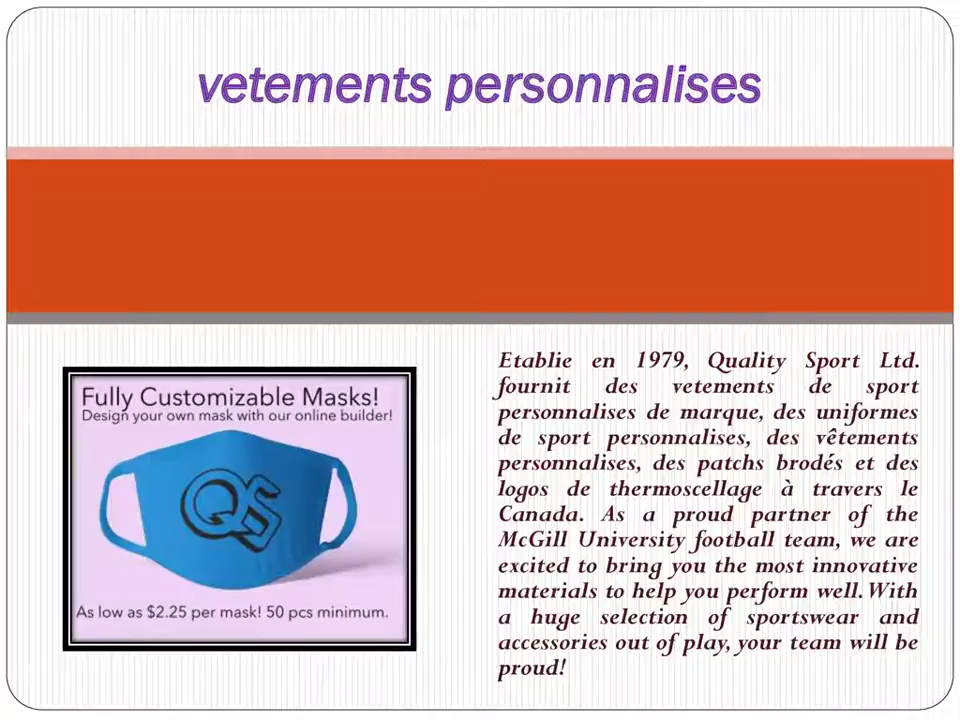 vetements personnalises
Fully Customizable Masks!
Design your own mask with our online builder!
QS
As low as $2.25 per mask! 50 pcs minimum.
Etablie en 1979, Quality Sport Ltd.
fournit des vetements de sport
personnalises de marque, des uniformes
de sport personnalises, des vêtements
personnalises, des patchs brodés et des
logos de thermoscellage à travers le
Canada. As a proud partner of the
McGill University football team, we are
excited to bring you the most innovative
materials to help you perform well. With
a huge selection of sportswear and
accessories out of play, your team will be
proud!